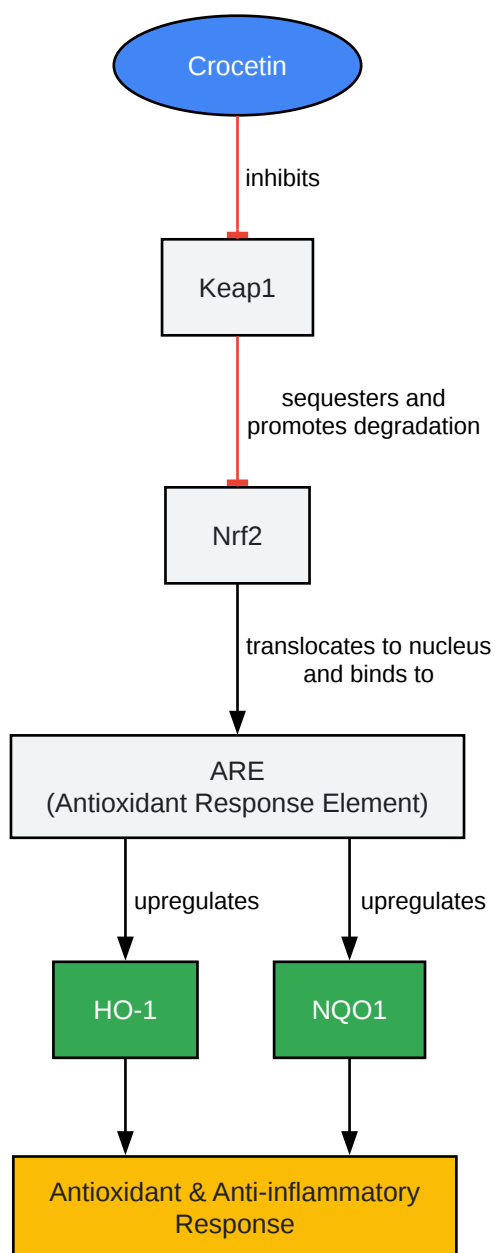 Crocetin
inhibits
Keap1
sequesters and
promotes degradation
Nrf2
translocates to nucleus
and binds to
ARE
(Antioxidant Response Element)
upregulates
upregulates
HO-1
NQO1
Antioxidant & Anti-inflammatory
Response